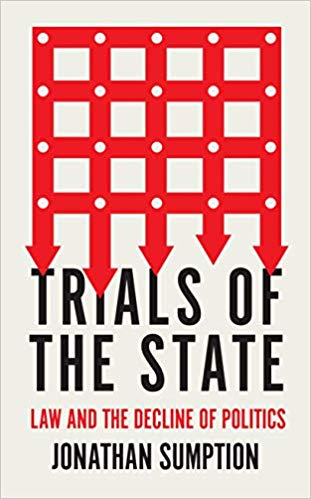 TRIALS OF
THE STATE
LAW AND THE DECLINE OF POLITICS
JONATHAN SUMPTION